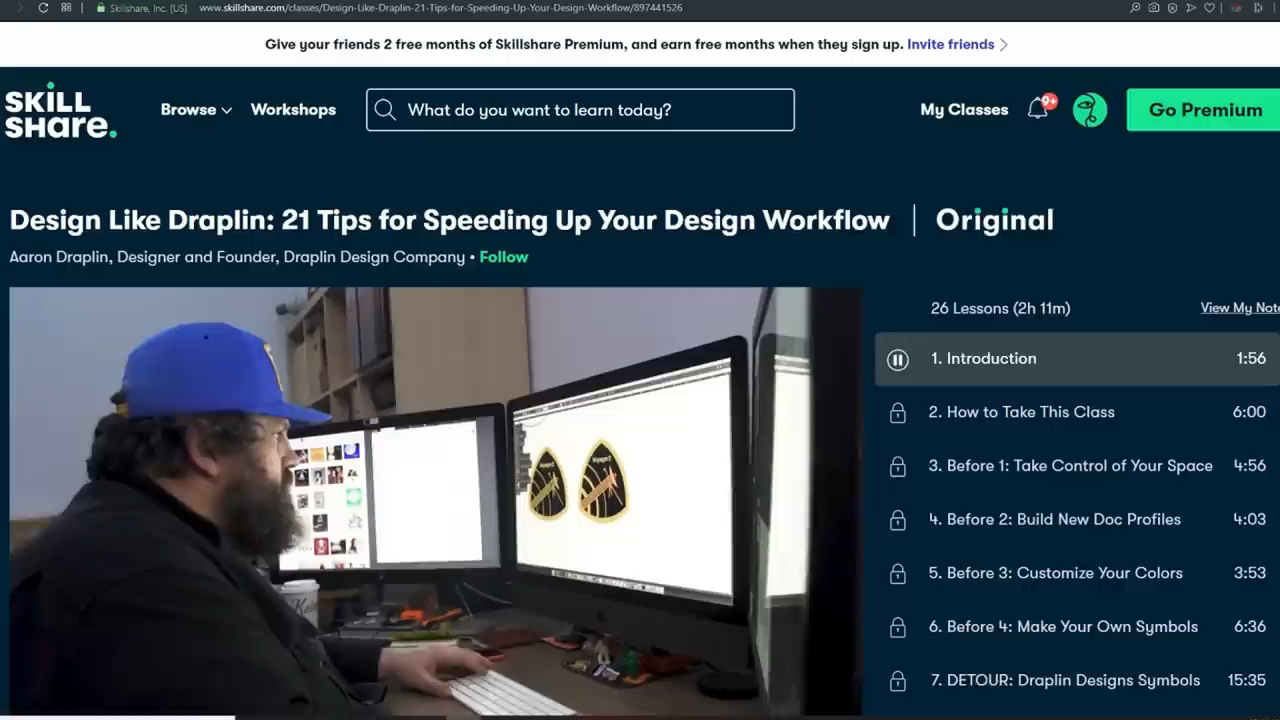 Skillshare, Inc. [US] www.skillshare.com/classes/Design-Like-Draplin-21-Tips-for-Speeding-Up-Your-Design-Workflow/897441526
Give your friends 2 free months of Skillshare Premium, and earn free months when they sign up. Invite friends
SKILL
SHARE.
Browse
Workshops
What do you want to learn today?
My Classes
9+
Go Premium
Design Like Draplin: 21 Tips for Speeding Up Your Design Workflow | Original
Aaron Draplin, Designer and Founder, Draplin Design Company • Follow
26 Lessons (2h 11m)
View My Note
1. Introduction 1:56
2. How to Take This Class 6:00
3. Before 1: Take Control of Your Space 4:56
4. Before 2: Build New Doc Profiles 4:03
5. Before 3: Customize Your Colors 3:53
6. Before 4: Make Your Own Symbols 6:36
7. DETOUR: Draplin Designs Symbols 15:35